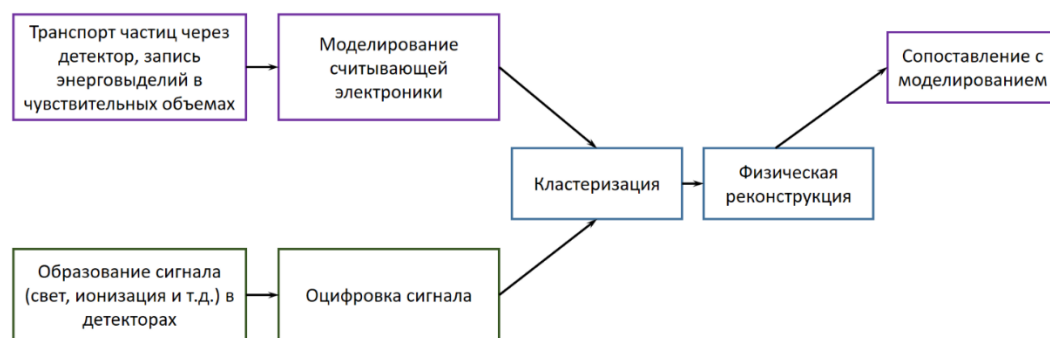 Транспорт частиц через
детектор, запись
энерговыделий в
чувствительных объемах
Моделирование
считывающей
электроники
Сопоставление с
моделированием
Кластеризация
Физическая
реконструкция
Образование сигнала
(свет, ионизация и т.д.) в
детекторах
Оцифровка сигнала